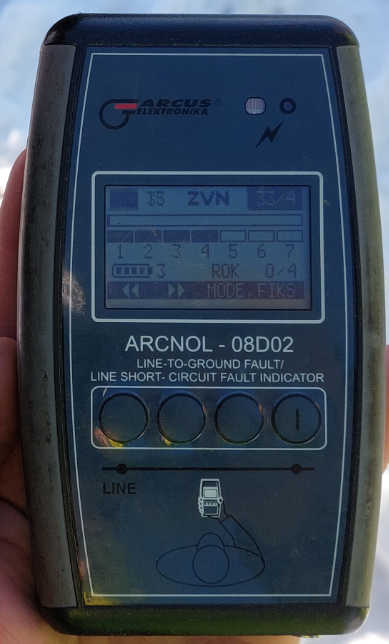 ARCUS®
ELEKTRONIKA
I3 ZVN 33/4
1 2 3 4 5 6 7
3 ROK 0/4
MODE FIKS
ARCNOL - 08D02
LINE-TO-GROUND FAULT/
LINE SHORT- CIRCUIT FAULT INDICATOR
I
LINE